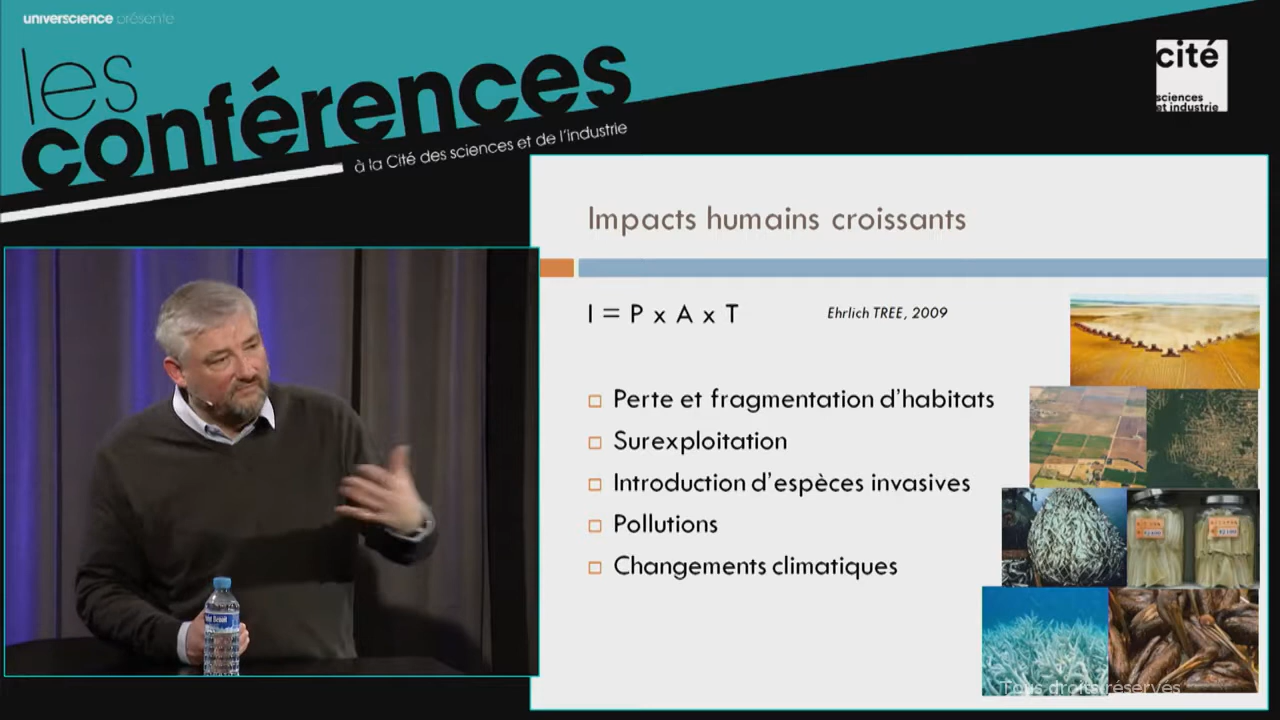 universcience présente
les
conférences
à la Cité des sciences et de l'industrie
cité
sciences
et industrie
Impacts humains croissants
I = P x A x T
Ehrlich TREE, 2009
Perte et fragmentation d'habitats
Surexploitation
Introduction d'espèces invasives
Pollutions
Changements climatiques
Tous droits réservés